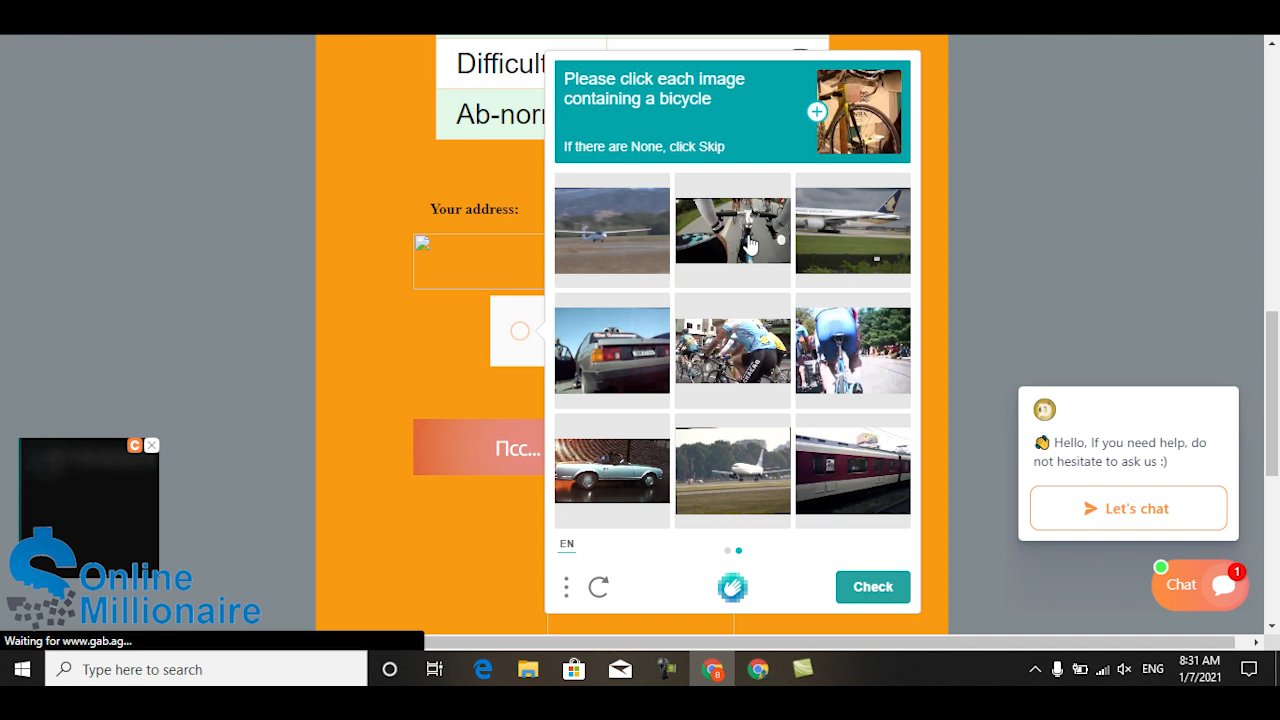 Difficult
Ab-norn
Your address:
Псс...
Please click each image
containing a bicycle
If there are None, click Skip
EN
Check
👋 Hello, If you need help, do
not hesitate to ask us :)
Let's chat
Chat
1
C
Online
Millionaire
Waiting for www.gab.ag...
Type here to search
B
ENG
8:31 AM
1/7/2021